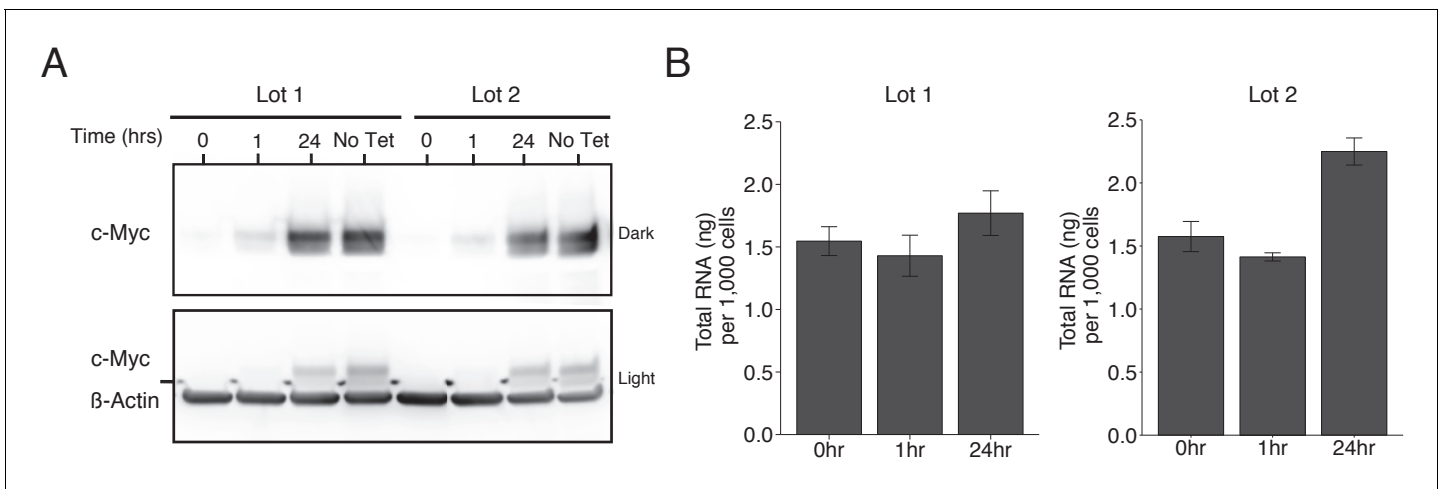 A
Lot 1 Lot 2
Time (hrs) 0 1 24 No Tet 0 1 24 No Tet
c-Myc Dark
c-Myc
Light
ß-Actin
B
Lot 1
Total RNA (ng)
per 1,000 cells
2.5
2.0
1.5
1.0
0.5
0.0
0hr 1hr 24hr
Lot 2
Total RNA (ng)
per 1,000 cells
2.5
2.0
1.5
1.0
0.5
0.0
0hr 1hr 24hr